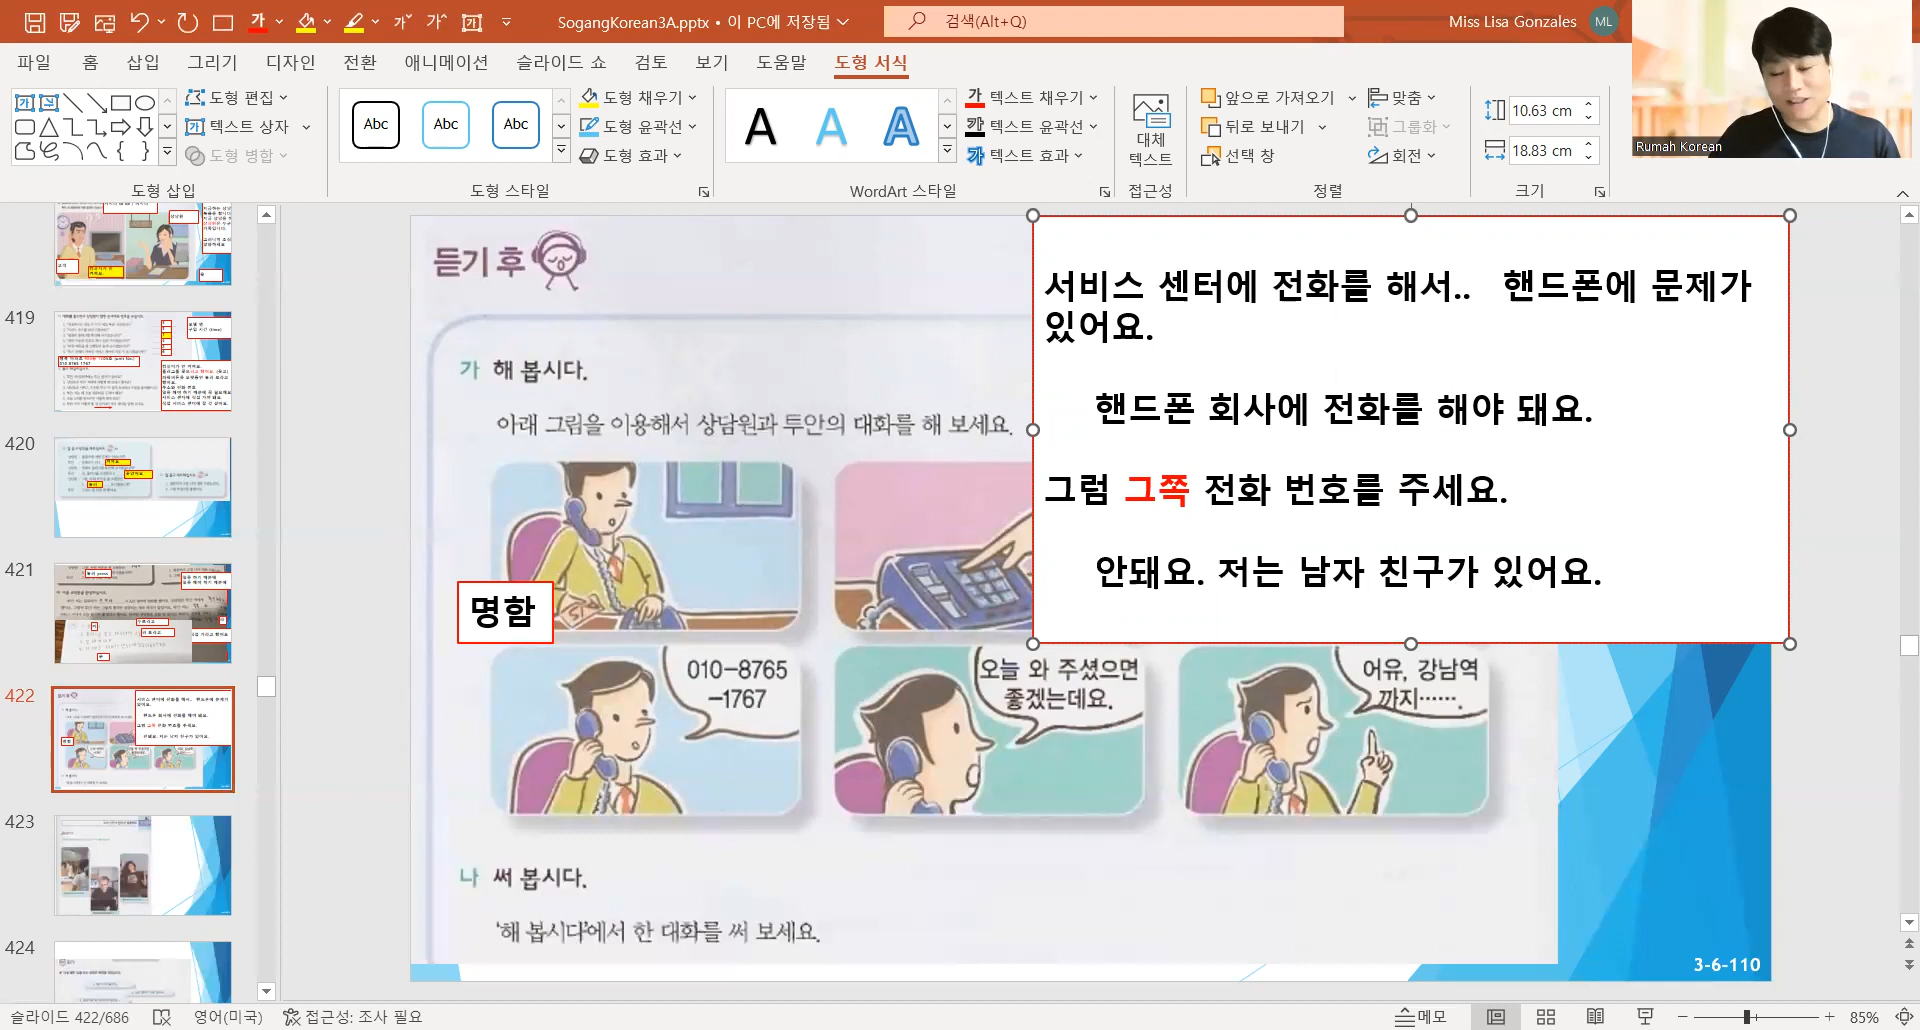 SogangKorean3A.pptx • 이 PC에 저장됨
검색(Alt+Q)
Miss Lisa Gonzales
ML
파일 홈 삽입 그리기 디자인 전환 애니메이션 슬라이드 쇼 검토 보기 도움말 도형 서식
도형 편집
텍스트 상자
도형 병합
도형 삽입
Abc Abc Abc
도형 채우기
도형 윤곽선
도형 효과
도형 스타일
A A A
텍스트 채우기
텍스트 윤곽선
텍스트 효과
WordArt 스타일
대체
텍스트
접근성
앞으로 가져오기
뒤로 보내기
선택 창
맞춤
그룹화
회전
정렬
10.63 cm
18.83 cm
크기
Rumah Korean
419
420
421
422
423
424
듣기 후
가 해 봅시다.
아래 그림을 이용해서 상담원과 투안의 대화를 해 보세요.
서비스 센터에 전화를 해서.. 핸드폰에 문제가
있어요.
핸드폰 회사에 전화를 해야 돼요.
그럼 그쪽 전화 번호를 주세요.
안돼요. 저는 남자 친구가 있어요.
명함
010-8765
-1767
오늘 와 주셨으면
좋겠는데요.
어유, 강남역
까지…….
나 써 봅시다.
'해 봅시다'에서 한 대화를 써 보세요.
3-6-110
슬라이드 422/686
영어(미국)
접근성: 조사 필요
메모
85%